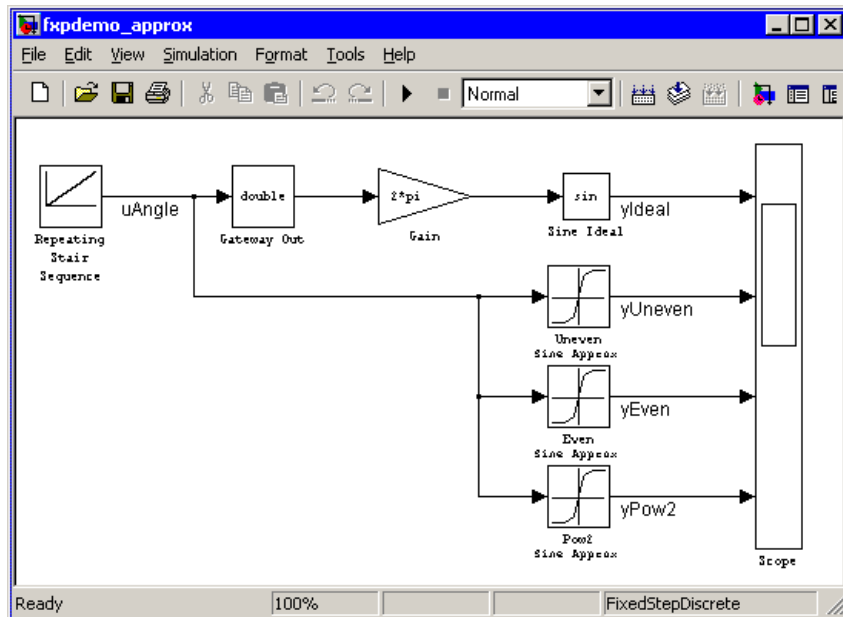 fxpdemo_approx
File Edit View Simulation Format Tools Help
Normal
double
2*pi
sin
uAngle
yIdeal
Repeating
Stair
Sequence
Gateway Out
Gain
Sine Ideal
yUneven
Uneven
Sine Approx
yEven
Even
Sine Approx
yPow2
Pow2
Sine Approx
Scope
Ready 100% FixedStepDiscrete